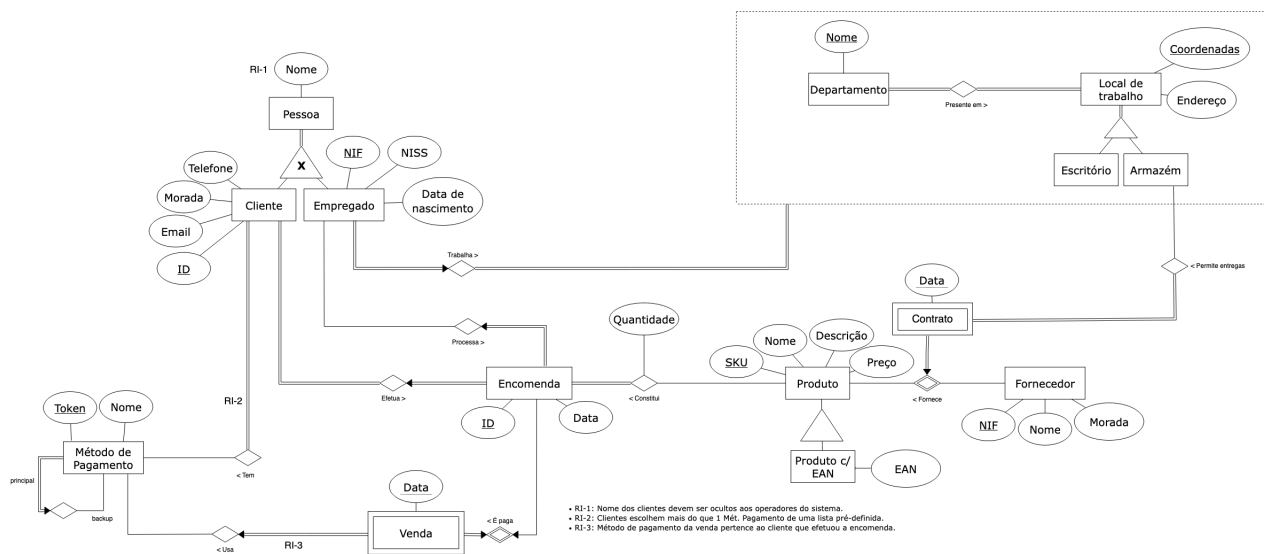 RI-1
Nome
Pessoa
X
Telefone
Morada
Email
ID
Cliente
NIF
NISS
Empregado
Data de
nascimento
Nome
Departamento
Presente em >
Coordenadas
Local de
trabalho
Endereço
Escritório
Armazém
Trabalha >
< Permite entregas
Processa >
Quantidade
Data
Contrato
Nome
Descrição
SKU
Preço
Produto
< Fornece
Fornecedor
NIF
Nome
Morada
Efetua >
Encomenda
< Constitui
ID
Data
RI-2
Token
Nome
Método de
Pagamento
< Tem
principal
backup
Produto c/
EAN
EAN
Data
Venda
< É paga
< Usa
RI-3
• RI-1: Nome dos clientes devem ser ocultos aos operadores do sistema.
• RI-2: Clientes escolhem mais do que 1 Mét. Pagamento de uma lista pré-definida.
• RI-3: Método de pagamento da venda pertence ao cliente que efetuou a encomenda.